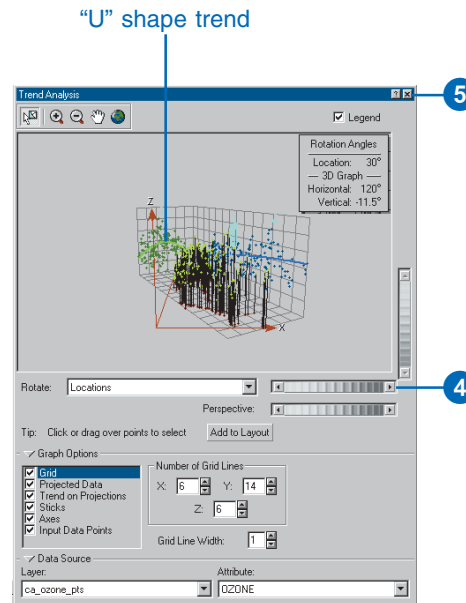 “U” shape trend
Trend Analysis
5
Legend
Rotation Angles
Location: 30°
3D Graph
Horizontal: 120°
Vertical: -11.5°
Z
X
Rotate: Locations
4
Perspective:
Tip: Click or drag over points to select Add to Layout
Graph Options
Grid
Projected Data
Trend on Projections
Sticks
Axes
Input Data Points
Number of Grid Lines
X: 6 Y: 14
Z: 6
Grid Line Width: 1
Data Source
Layer: Attribute:
ca_ozone_pts OZONE